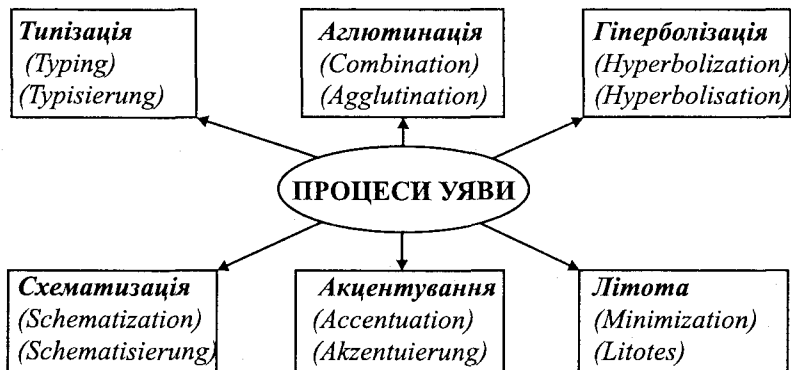 Типізація
(Typing)
(Typisierung)
Аглютинація
(Combination)
(Agglutination)
Гіперболізація
(Hyperbolization)
(Hyperbolisation)
ПРОЦЕСИ УЯВИ
Схематизація
(Schematization)
(Schematisierung)
Акцентування
(Accentuation)
(Akzentuierung)
Літота
(Minimization)
(Litotes)